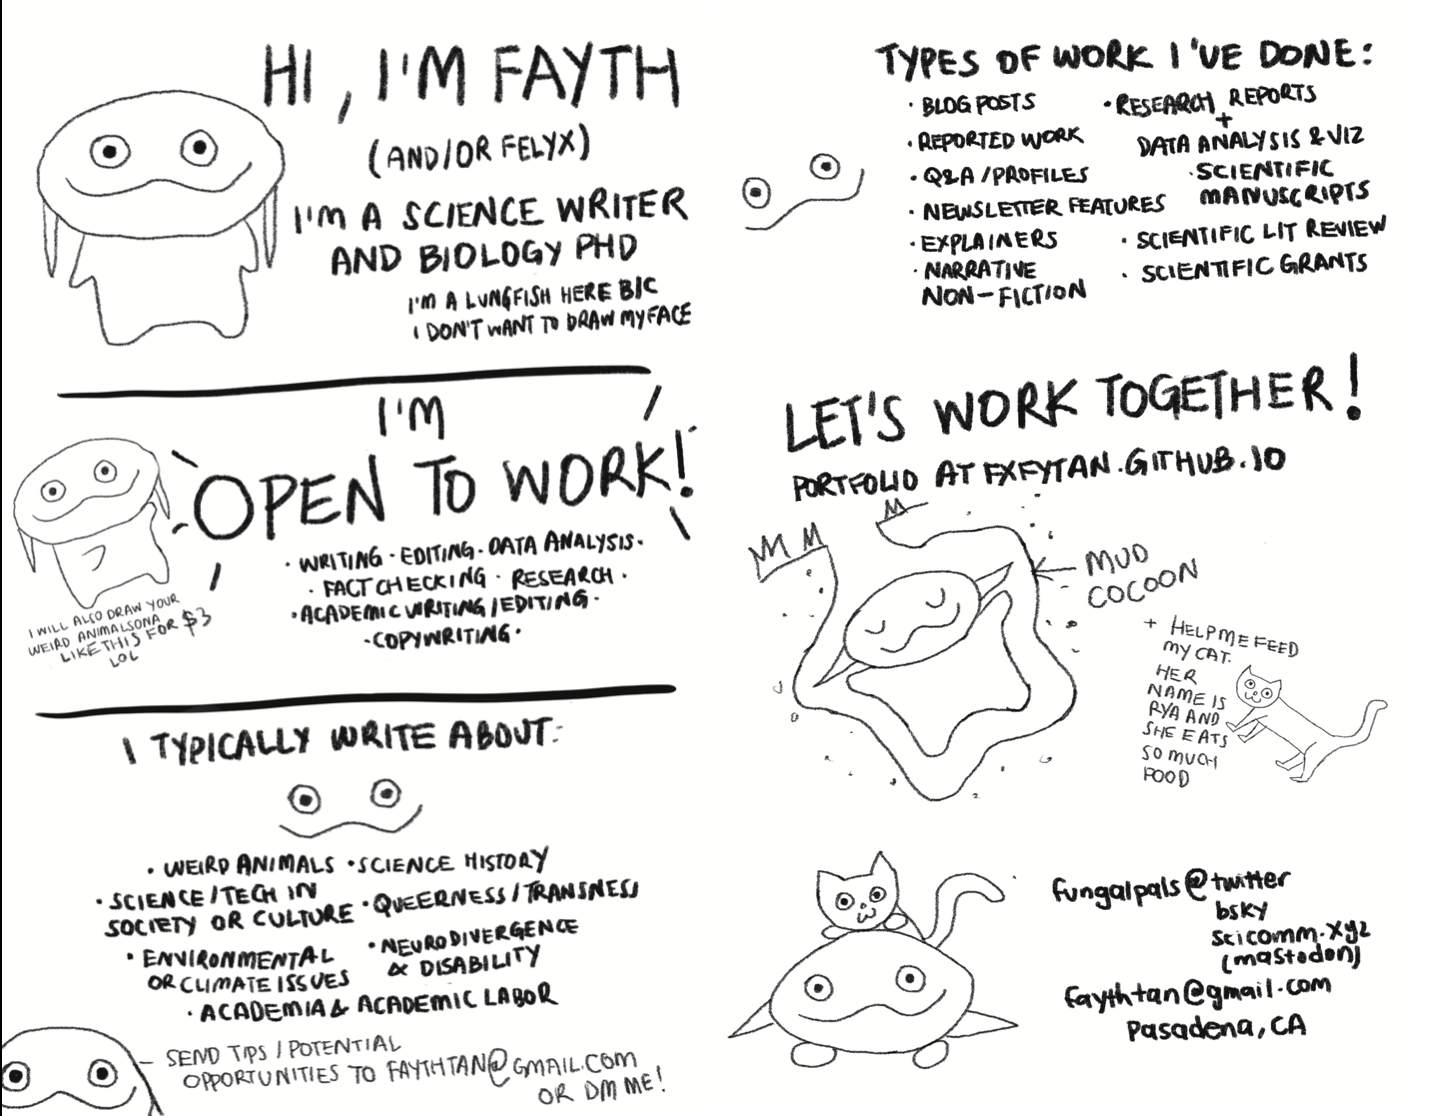 HI, I'M FAYTH
(AND/OR FELYX)
I'M A SCIENCE WRITER
AND BIOLOGY PHD
I'M A LUNGFISH HERE B/C
I DON'T WANT TO DRAW MY FACE
I'M
OPEN TO WORK!
· WRITING · EDITING · DATA ANALYSIS ·
· FACT CHECKING · RESEARCH ·
· ACADEMIC WRITING/EDITING ·
· COPYWRITING ·
I WILL ALSO DRAW YOUR
WEIRD ANIMALSONA
LIKE THIS FOR $3
LOL
I TYPICALLY WRITE ABOUT:
· WEIRD ANIMALS
· SCIENCE HISTORY
· SCIENCE/TECH IN
SOCIETY OR CULTURE
· QUEERNESS/TRANSNESS
· ENVIRONMENTAL
OR CLIMATE ISSUES
· NEURODIVERGENCE
& DISABILITY
· ACADEMIA & ACADEMIC LABOR
SEND TIPS/POTENTIAL
OPPORTUNITIES TO FAYTHTAN@GMAIL.COM
OR DM ME!
TYPES OF WORK I'VE DONE:
· BLOG POSTS
· REPORTED WORK
· Q&A/PROFILES
· NEWSLETTER FEATURES
· EXPLAINERS
· NARRATIVE
NON-FICTION
· RESEARCH REPORTS
+
DATA ANALYSIS & VIZ
· SCIENTIFIC
MANUSCRIPTS
· SCIENTIFIC LIT REVIEW
· SCIENTIFIC GRANTS
LET'S WORK TOGETHER!
PORTFOLIO AT FXFYTAN.GITHUB.IO
MUD
COCOON
+ HELP ME FEED
MY CAT.
HER
NAME IS
RYA AND
SHE EATS
SO MUCH
FOOD
fungalpals@twitter
bsky
scicomm.xyz
(mastodon)
faythtan@gmail.com
Pasadena, CA